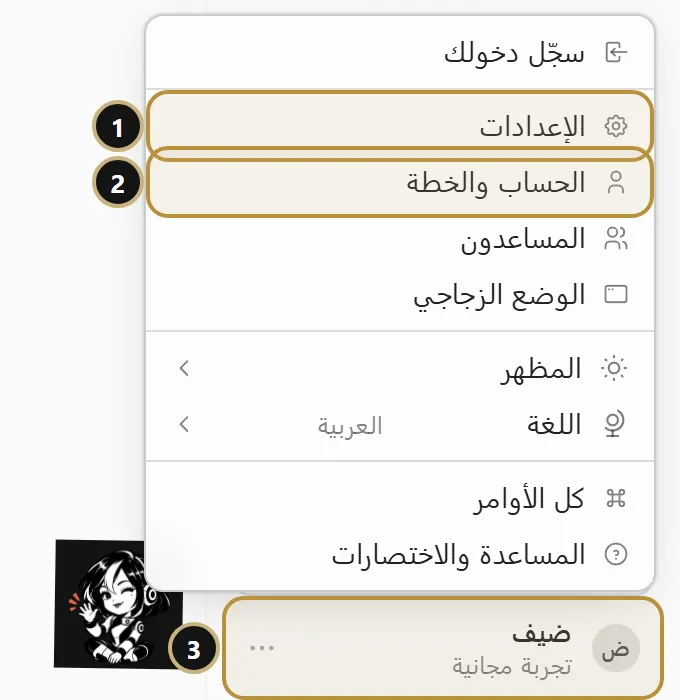 سجّل دخولك
1 الإعدادات
2 الحساب والخطة
المساعدون
الوضع الزجاجي
المظهر
اللغة العربية
كل الأوامر
المساعدة والاختصارات
ض ضيف
تجربة مجانية
3